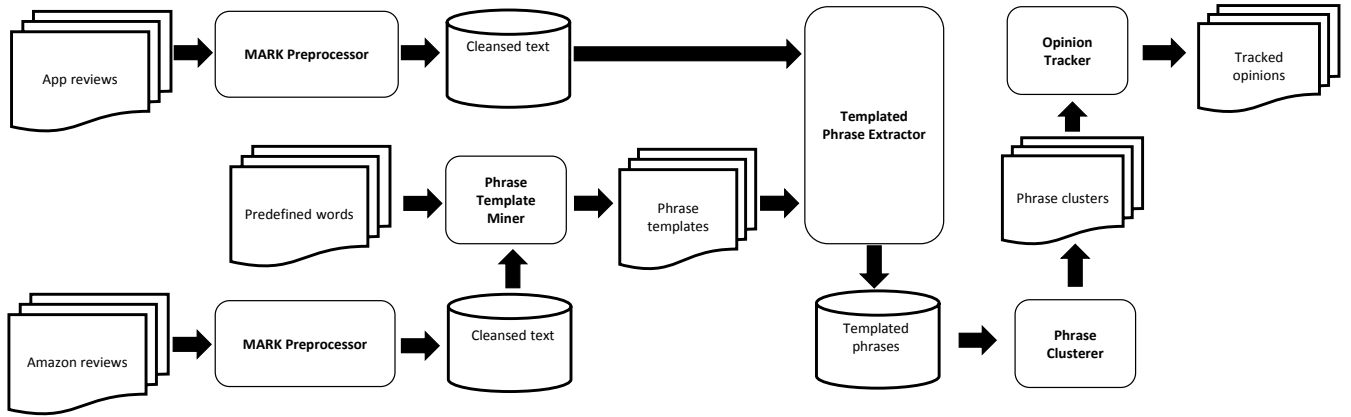 App reviews
MARK Preprocessor
Cleansed text
Templated
Phrase Extractor
Opinion
Tracker
Tracked
opinions
Predefined words
Phrase
Template
Miner
Phrase
templates
Phrase clusters
Amazon reviews
MARK Preprocessor
Cleansed text
Templated
phrases
Phrase
Clusterer